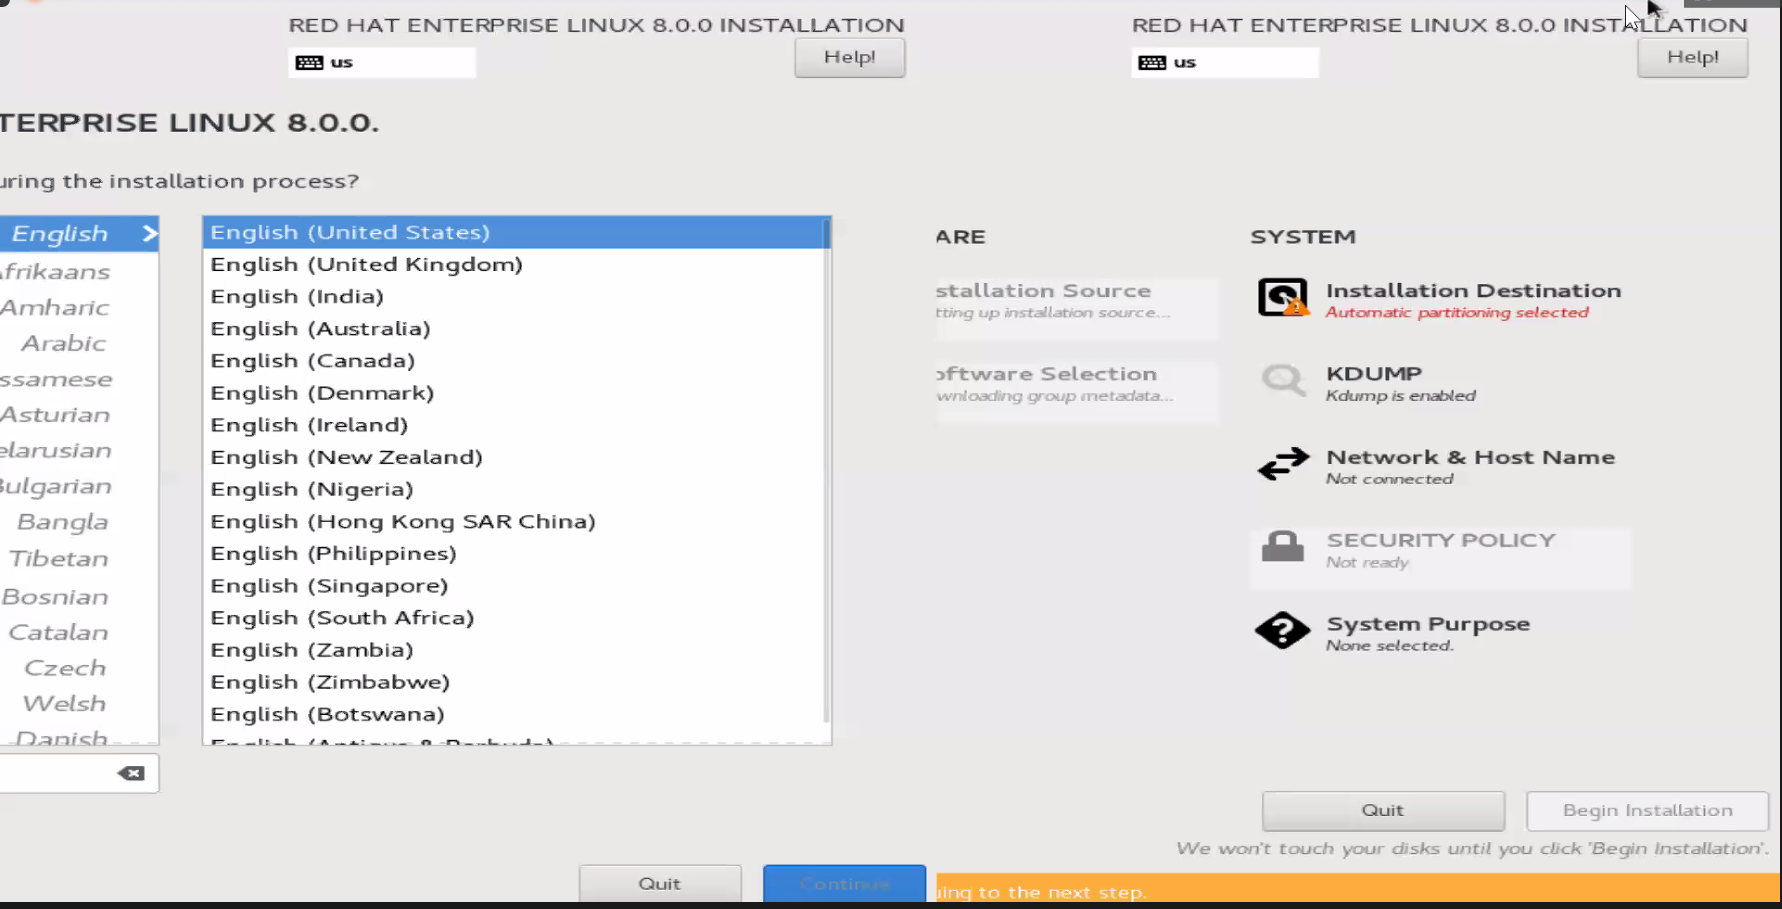 RED HAT ENTERPRISE LINUX 8.0.0 INSTALLATION
us
Help!
TERPRISE LINUX 8.0.0.
uring the installation process?
English
frikaans
Amharic
Arabic
ssamese
Asturian
elarusian
Bulgarian
Bangla
Tibetan
Bosnian
Catalan
Czech
Welsh
Danish
English (United States)
English (United Kingdom)
English (India)
English (Australia)
English (Canada)
English (Denmark)
English (Ireland)
English (New Zealand)
English (Nigeria)
English (Hong Kong SAR China)
English (Philippines)
English (Singapore)
English (South Africa)
English (Zambia)
English (Zimbabwe)
English (Botswana)
English (Antigua & Barbuda)
Quit
Continue
RED HAT ENTERPRISE LINUX 8.0.0 INSTALLATION
us
Help!
ARE
stallation Source
tting up installation source...
oftware Selection
wnloading group metadata...
SYSTEM
Installation Destination
Automatic partitioning selected
KDUMP
Kdump is enabled
Network & Host Name
Not connected
SECURITY POLICY
Not ready
System Purpose
None selected.
Quit
Begin Installation
We won't touch your disks until you click 'Begin Installation'.
uing to the next step.